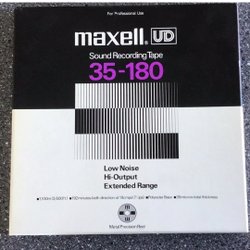 For Professional Use
maxell. UD
Sound Recording Tape
35-180
Low Noise
Hi-Output
Extended Range
Metal Precision Reel